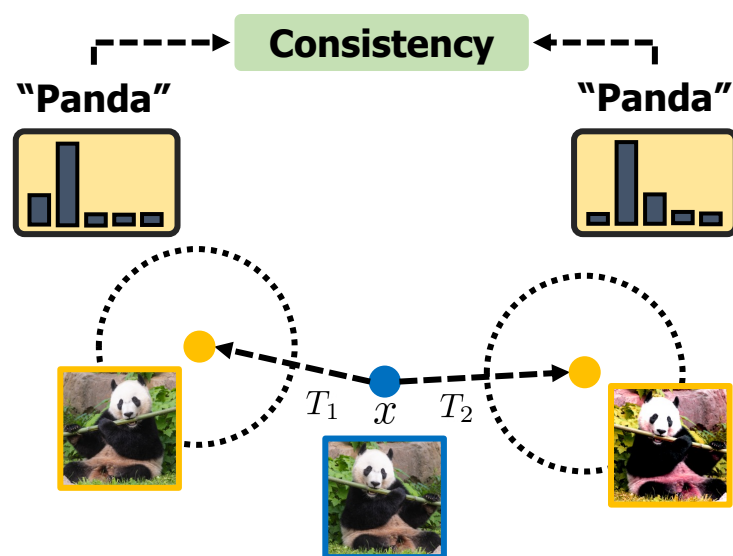 Consistency
“Panda”
“Panda”
T₁
x
T₂